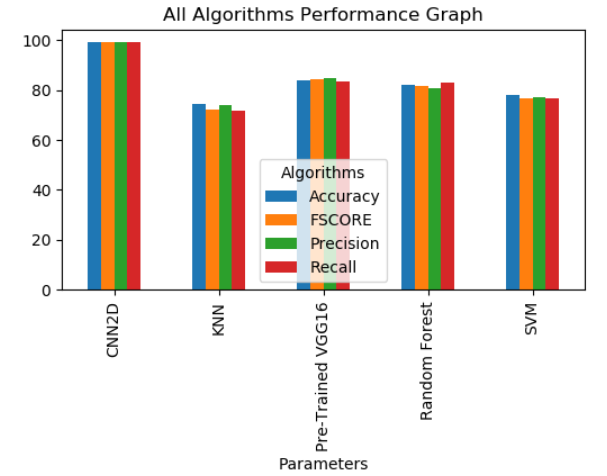 All Algorithms Performance Graph
100
80
60
40
20
0
Algorithms
Accuracy
FSCORE
Precision
Recall
CNN2D
KNN
Pre-Trained VGG16
Random Forest
SVM
Parameters